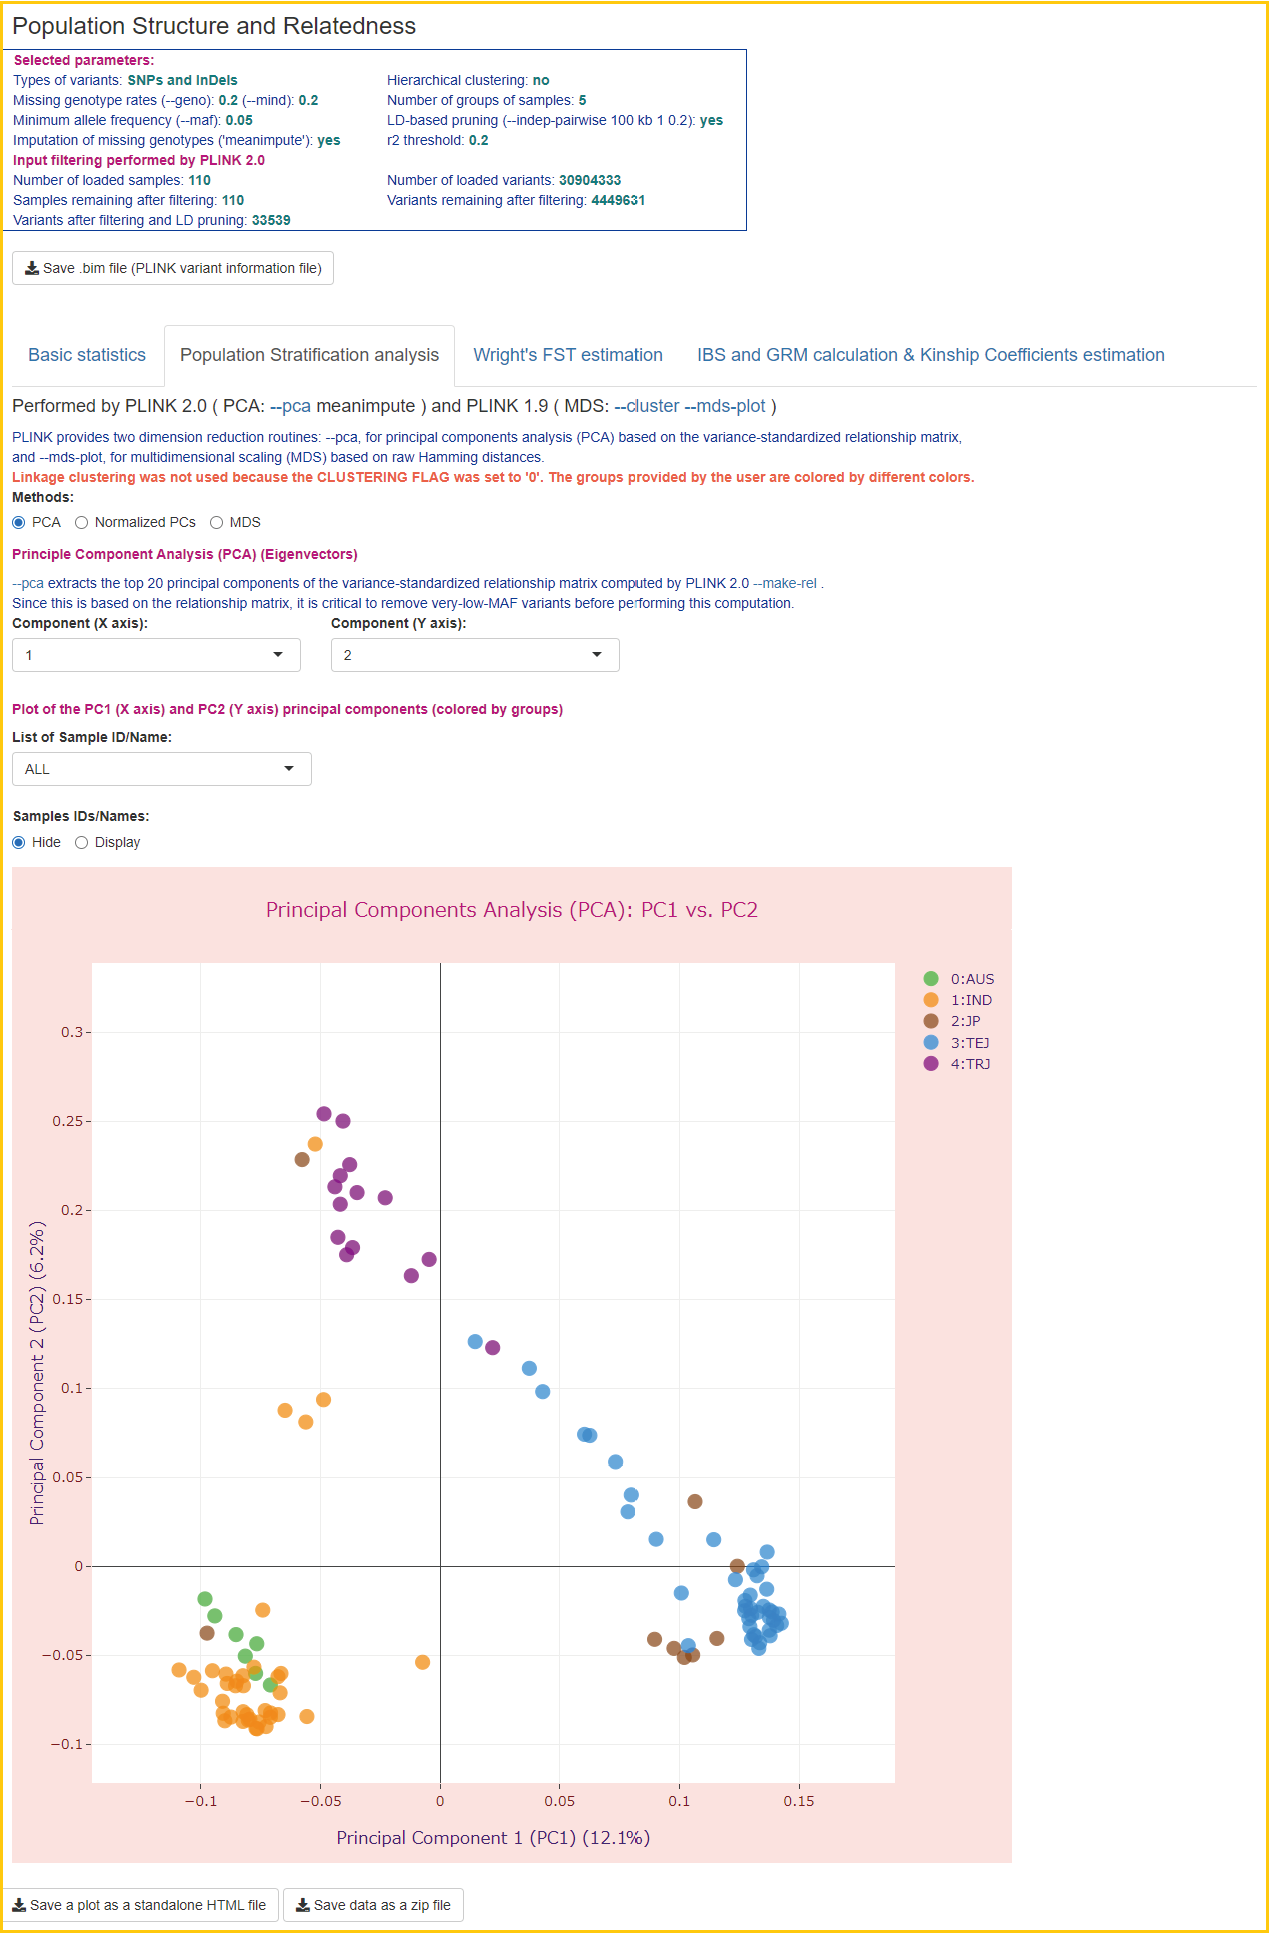 Population Structure and Relatedness
Selected parameters:
Types of variants: SNPs and InDels Hierarchical clustering: no
Missing genotype rates (--geno): 0.2 (--mind): 0.2 Number of groups of samples: 5
Minimum allele frequency (--maf): 0.05 LD-based pruning (--indep-pairwise 100 kb 1 0.2): yes
Imputation of missing genotypes ('meanimpute'): yes r2 threshold: 0.2
Input filtering performed by PLINK 2.0
Number of loaded samples: 110 Number of loaded variants: 30904333
Samples remaining after filtering: 110 Variants remaining after filtering: 4449631
Variants after filtering and LD pruning: 33539
Save .bim file (PLINK variant information file)
Basic statistics Population Stratification analysis Wright's FST estimation IBS and GRM calculation & Kinship Coefficients estimation
Performed by PLINK 2.0 ( PCA: --pca meanimpute ) and PLINK 1.9 ( MDS: --cluster --mds-plot )
PLINK provides two dimension reduction routines: --pca, for principal components analysis (PCA) based on the variance-standardized relationship matrix,
and --mds-plot, for multidimensional scaling (MDS) based on raw Hamming distances.
Linkage clustering was not used because the CLUSTERING FLAG was set to '0'. The groups provided by the user are colored by different colors.
Methods:
PCA Normalized PCs MDS
Principle Component Analysis (PCA) (Eigenvectors)
--pca extracts the top 20 principal components of the variance-standardized relationship matrix computed by PLINK 2.0 --make-rel .
Since this is based on the relationship matrix, it is critical to remove very-low-MAF variants before performing this computation.
Component (X axis): Component (Y axis):
1 2
Plot of the PC1 (X axis) and PC2 (Y axis) principal components (colored by groups)
List of Sample ID/Name:
ALL
Samples IDs/Names:
Hide Display
Principal Components Analysis (PCA): PC1 vs. PC2
0:AUS
1:IND
2:JP
3:TEJ
4:TRJ
0.3
0.25
0.2
0.15
0.1
0.05
0
−0.05
−0.1
Principal Component 2 (PC2) (6.2%)
−0.1 −0.05 0 0.05 0.1 0.15
Principal Component 1 (PC1) (12.1%)
Save a plot as a standalone HTML file Save data as a zip file